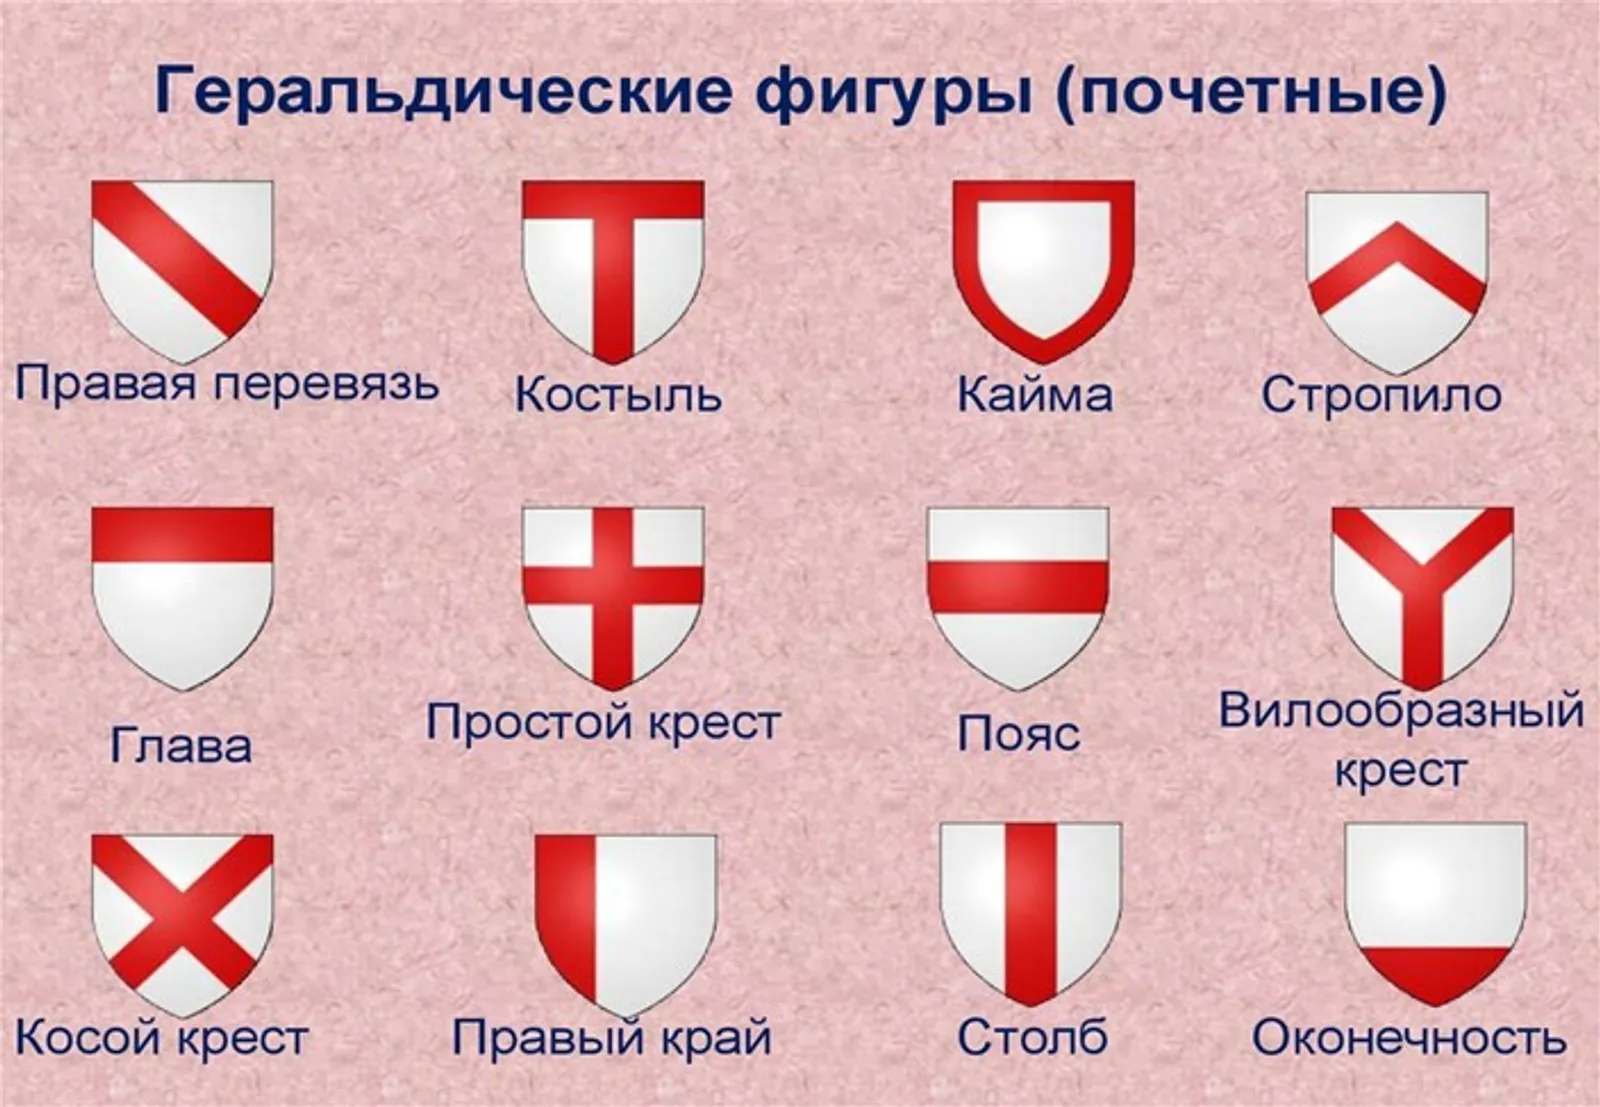 Геральдические фигуры (почетные)
Правая перевязь
Костыль
Кайма
Стропило
Глава
Простой крест
Пояс
Вилообразный
крест
Косой крест
Правый край
Столб
Оконечность